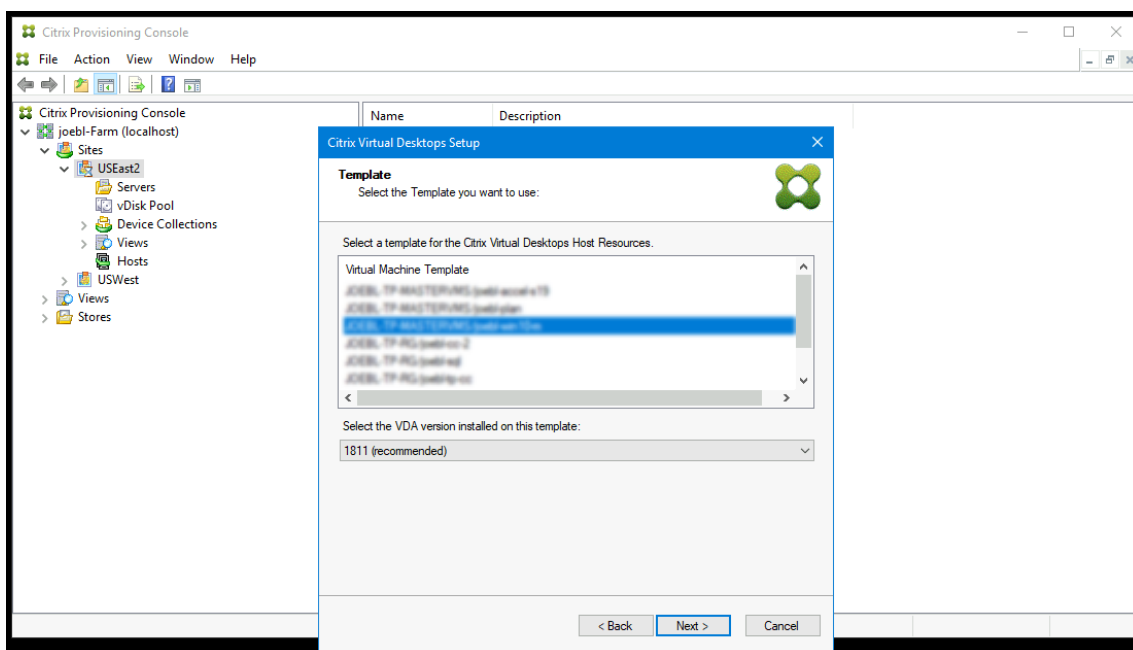 Citrix Provisioning Console
File Action View Window Help
Citrix Provisioning Console
joebl-Farm (localhost)
Sites
USEast2
Servers
vDisk Pool
Device Collections
Views
Hosts
USWest
Views
Stores
Name Description
Citrix Virtual Desktops Setup
Template
Select the Template you want to use:
Select a template for the Citrix Virtual Desktops Host Resources.
Virtual Machine Template
Select the VDA version installed on this template:
1811 (recommended)
< Back Next > Cancel